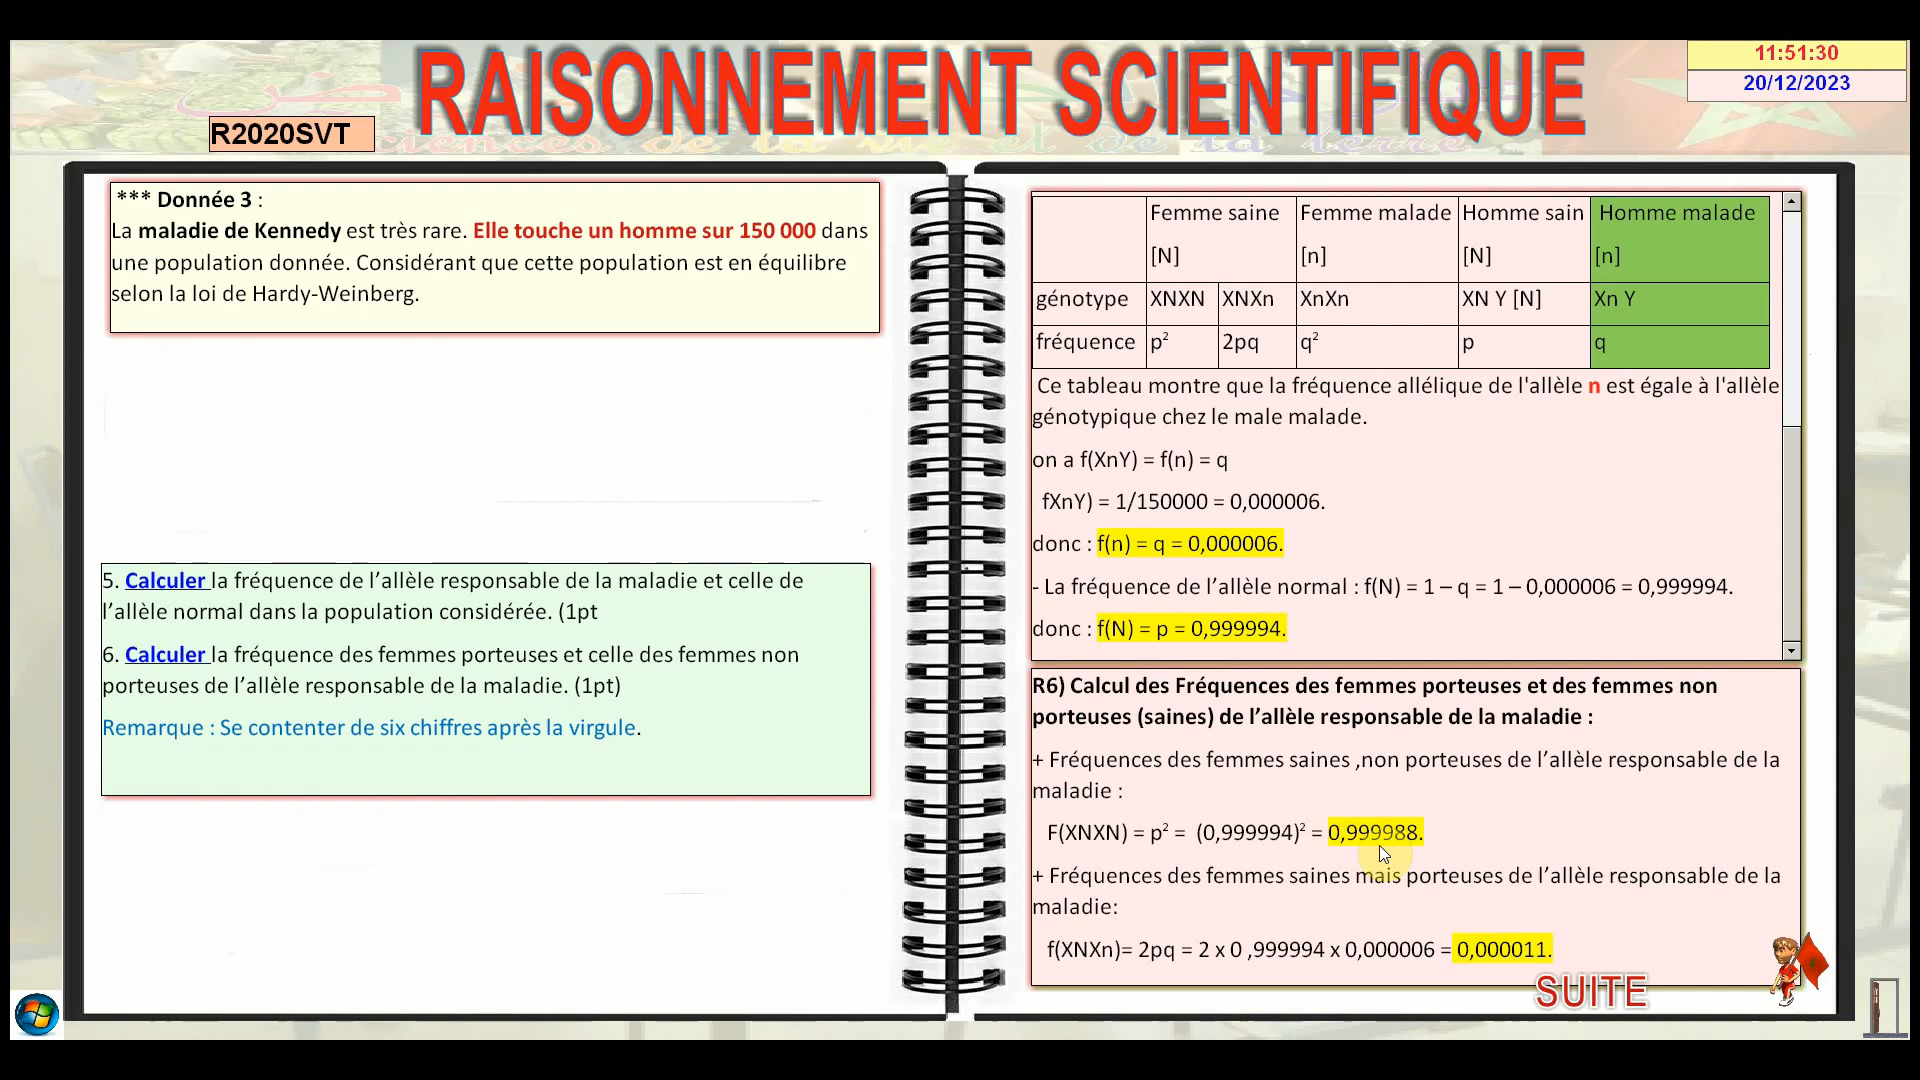 RAISONNEMENT SCIENTIFIQUE
11:51:30
20/12/2023
R2020SVT
*** Donnée 3 :
La maladie de Kennedy est très rare. Elle touche un homme sur 150 000 dans
une population donnée. Considérant que cette population est en équilibre
selon la loi de Hardy-Weinberg.
5. Calculer la fréquence de l’allèle responsable de la maladie et celle de
l’allèle normal dans la population considérée. (1pt
6. Calculer la fréquence des femmes porteuses et celle des femmes non
porteuses de l’allèle responsable de la maladie. (1pt)
Remarque : Se contenter de six chiffres après la virgule.
Femme saine Femme malade Homme sain Homme malade
[N] [n] [N] [n]
génotype XNXN XNXn XnXn XN Y [N] Xn Y
fréquence p² 2pq q² p q
Ce tableau montre que la fréquence allélique de l'allèle n est égale à l'allèle
génotypique chez le male malade.
on a f(XnY) = f(n) = q
fXnY) = 1/150000 = 0,000006.
donc : f(n) = q = 0,000006.
- La fréquence de l’allèle normal : f(N) = 1 – q = 1 – 0,000006 = 0,999994.
donc : f(N) = p = 0,999994.
R6) Calcul des Fréquences des femmes porteuses et des femmes non
porteuses (saines) de l’allèle responsable de la maladie :
+ Fréquences des femmes saines ,non porteuses de l’allèle responsable de la
maladie :
F(XNXN) = p² = (0,999994)² = 0,999988.
+ Fréquences des femmes saines mais porteuses de l’allèle responsable de la
maladie:
f(XNXn)= 2pq = 2 x 0 ,999994 x 0,000006 = 0,000011.
SUITE